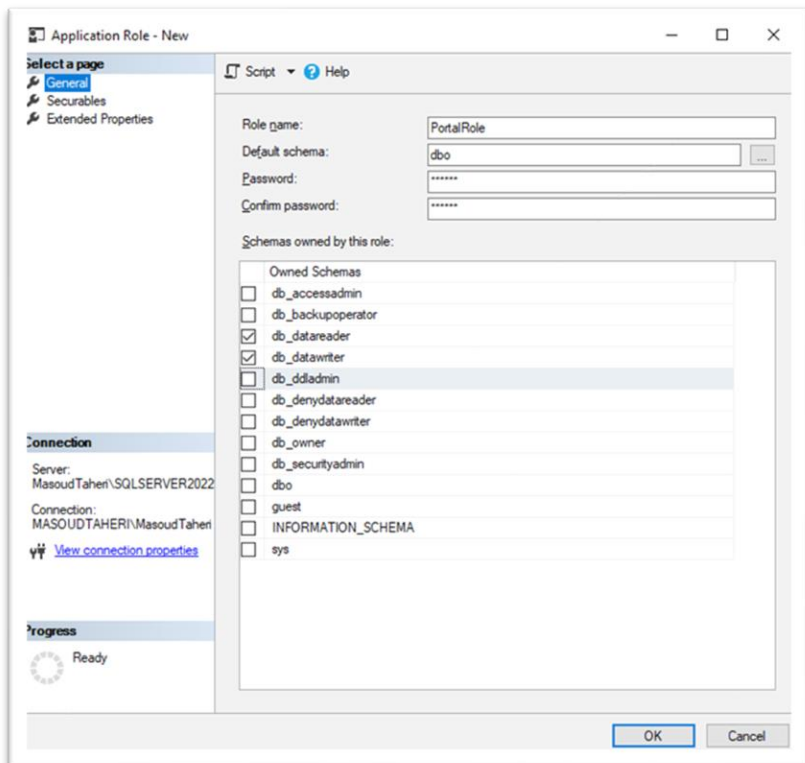 Application Role - New
Select a page
General
Securables
Extended Properties
Script Help
Role name: PortalRole
Default schema: dbo ...
Password: ******
Confirm password: ******
Schemas owned by this role:
Owned Schemas
db_accessadmin
db_backupoperator
db_datareader
db_datawriter
db_ddladmin
db_denydatareader
db_denydatawriter
db_owner
db_securityadmin
dbo
guest
INFORMATION_SCHEMA
sys
Connection
Server:
MasoudTaheri\SQLSERVER2022
Connection:
MASOUDTAHERI\MasoudTaheri
View connection properties
Progress
Ready
OK Cancel